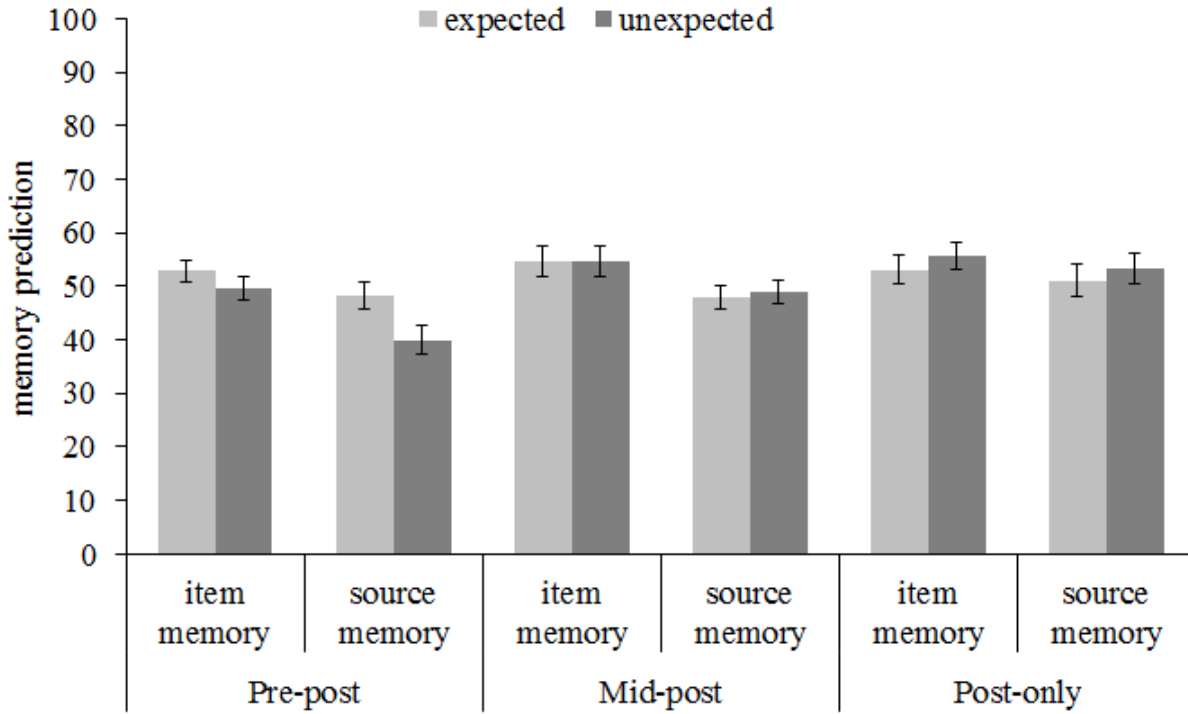 expected unexpected
memory prediction
100
90
80
70
60
50
40
30
20
10
0
item memory
source memory
item memory
source memory
item memory
source memory
Pre-post Mid-post Post-only